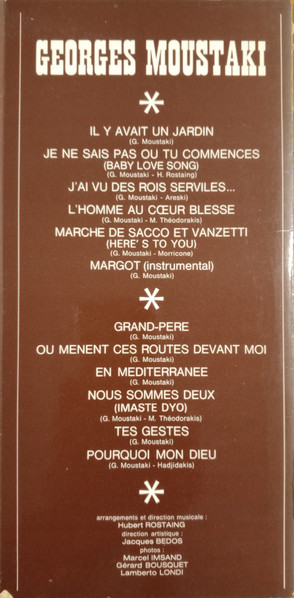 GEORGES MOUSTAKI
*
IL Y AVAIT UN JARDIN
(G. Moustaki)
JE NE SAIS PAS OU TU COMMENCES
(BABY LOVE SONG)
(G. Moustaki - H. Rostaing)
J'AI VU DES ROIS SERVILES...
(G. Moustaki - Areski)
L'HOMME AU CŒUR BLESSE
(G. Moustaki - M. Théodorakis)
MARCHE DE SACCO ET VANZETTI
(HERE' S TO YOU)
(G. Moustaki - Morricone)
MARGOT (instrumental)
(G. Moustaki)
*
GRAND-PERE
(G. Moustaki)
OU MENENT CES ROUTES DEVANT MOI
(G. Moustaki)
EN MEDITERRANEE
(G. Moustaki)
NOUS SOMMES DEUX
(IMASTE DYO)
(G. Moustaki - M. Théodorakis)
TES GESTES
(G. Moustaki)
POURQUOI MON DIEU
(G. Moustaki - Hadjidakis)
*
arrangements et direction musicale :
Hubert ROSTAING
direction artistique :
Jacques BEDOS
photos :
Marcel IMSAND
Gérard BOUSQUET
Lamberto LONDI